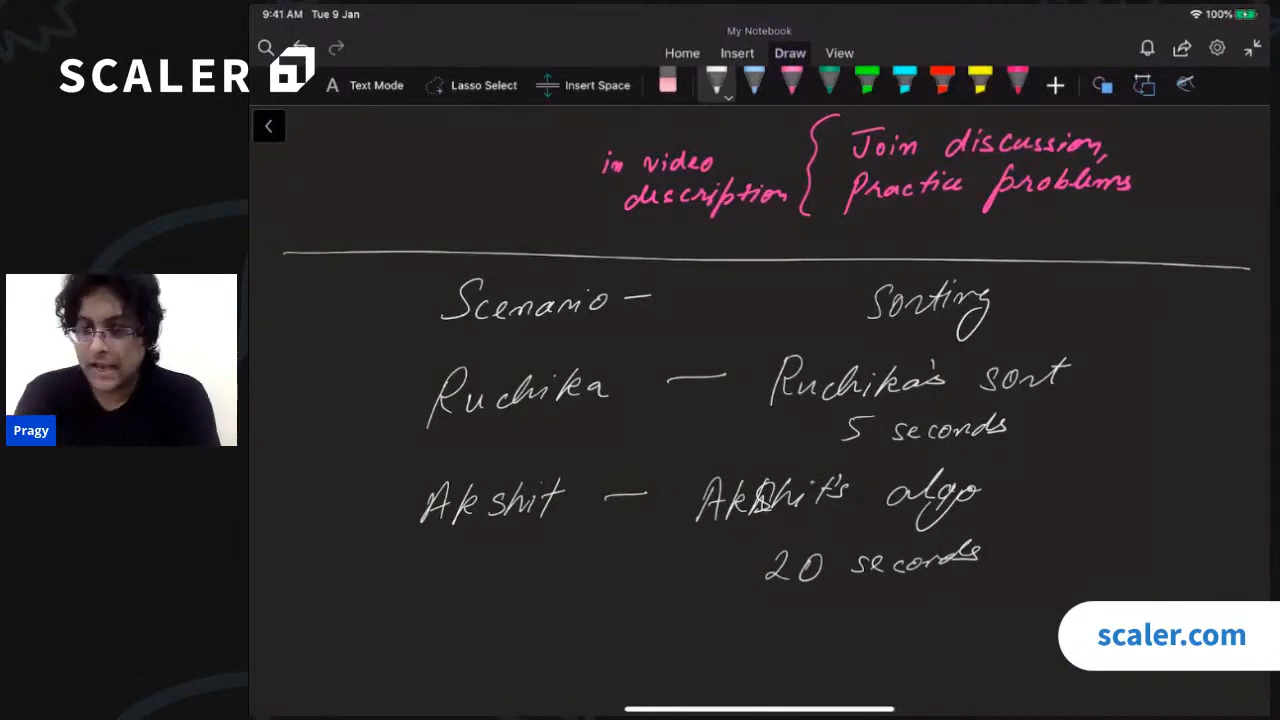 9:41 AM Tue 9 Jan
100%
My Notebook
Home Insert Draw View
SCALER
A Text Mode Lasso Select Insert Space
in video
description
Join discussion,
Practice problems
Scenario - Sorting
Ruchika - Ruchika's sort
5 seconds
Akshit - Akshit's algo
20 seconds
Pragy
scaler.com